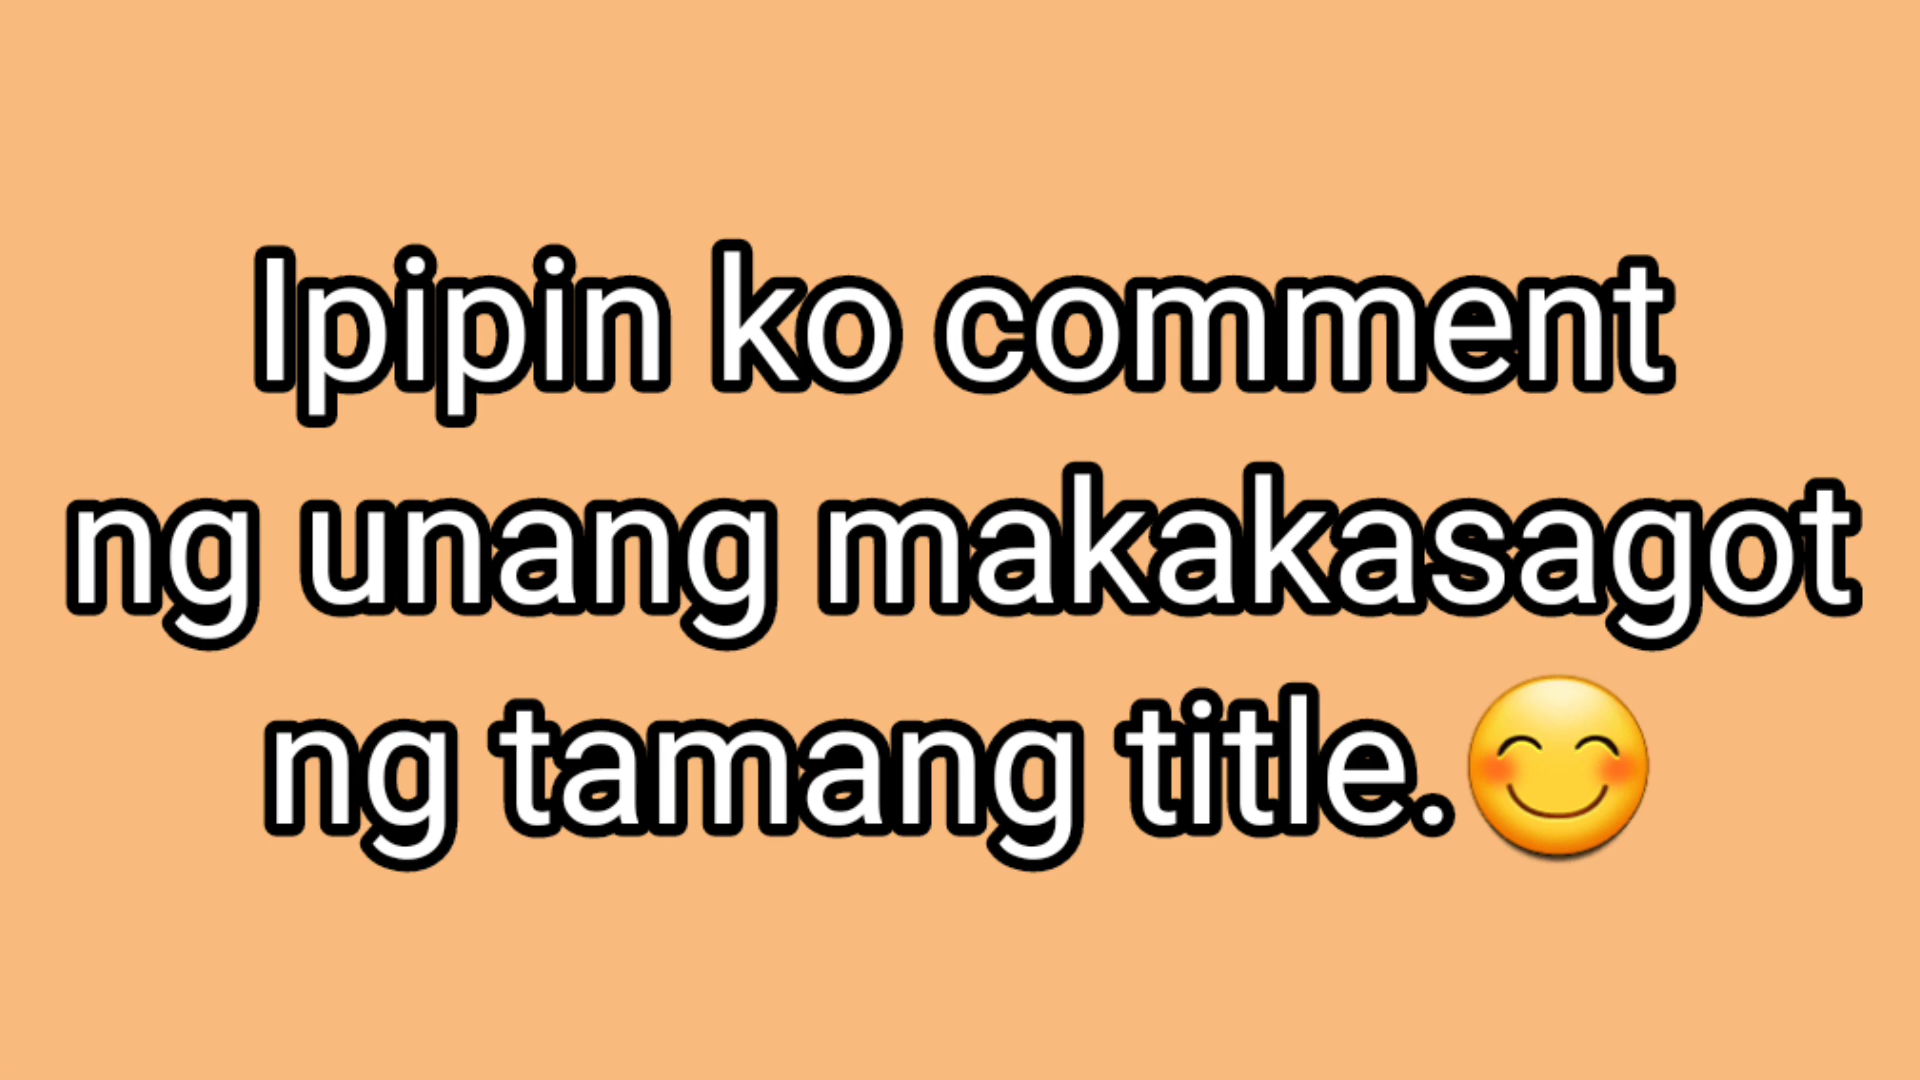 Ipipin ko comment
ng unang makakasagot
ng tamang title.😊